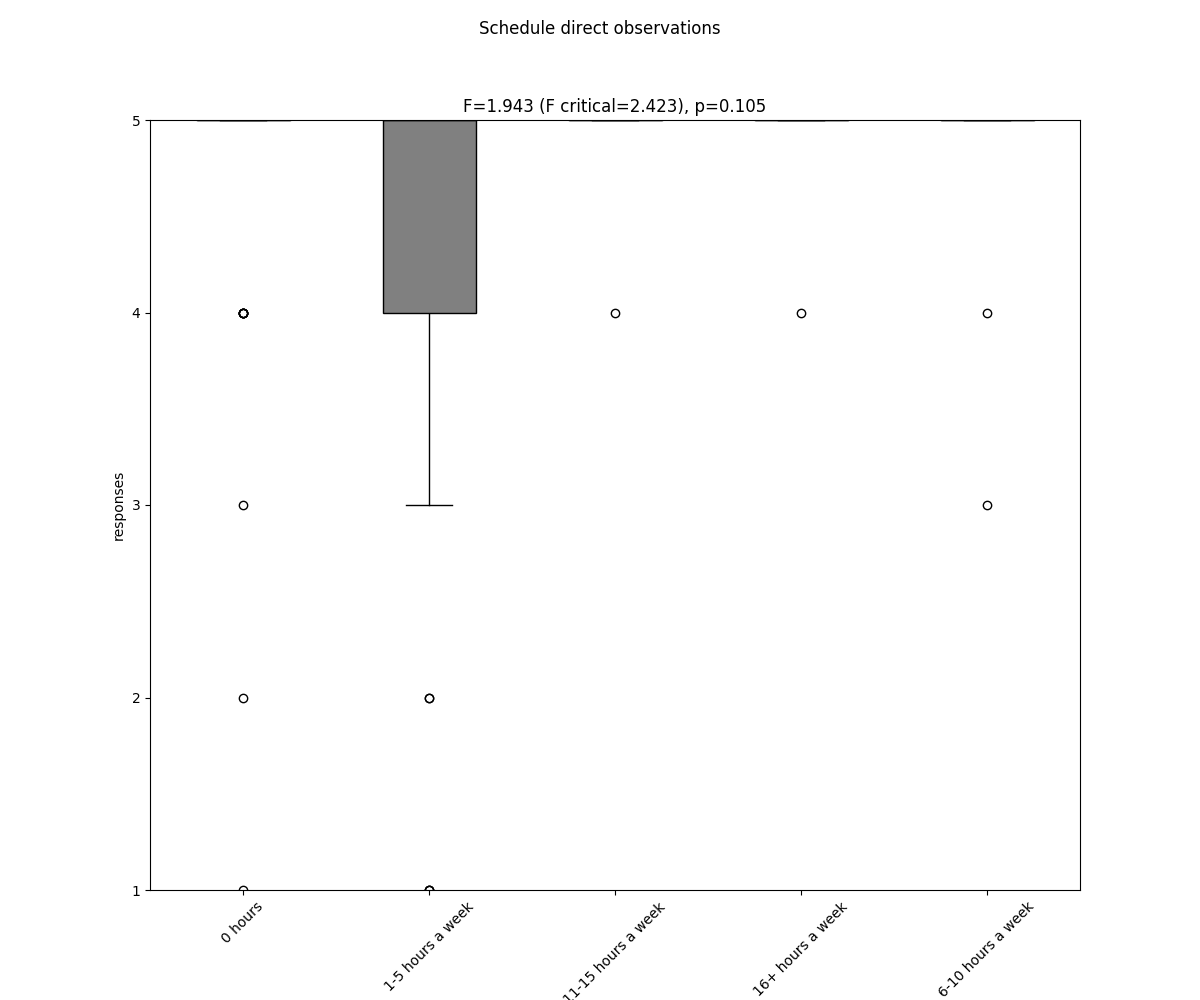 Schedule direct observations
F=1.943 (F critical=2.423), p=0.105
5
4
3
2
1
responses
0 hours
1-5 hours a week
11-15 hours a week
16+ hours a week
6-10 hours a week